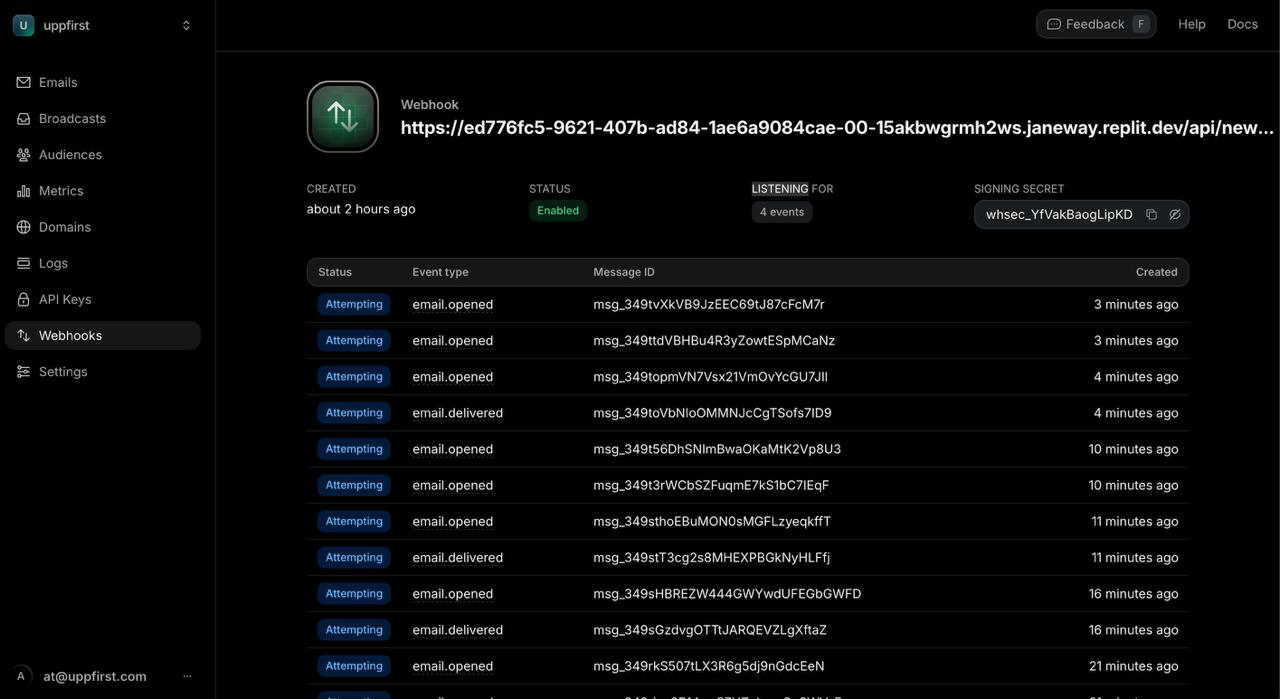 U uppfirst
Feedback F Help Docs
Emails
Broadcasts
Audiences
Metrics
Domains
Logs
API Keys
Webhooks
Settings
A at@uppfirst.com ...
Webhook
https://ed776fc5-9621-407b-ad84-1ae6a9084cae-00-15akbwgrmh2ws.janeway.replit.dev/api/new...
CREATED STATUS LISTENING FOR SIGNING SECRET
about 2 hours ago Enabled 4 events whsec_YfVakBaogLipKD
Status Event type Message ID Created
Attempting email.opened msg_349tvXkVB9JzEEC69tJ87cFcM7r 3 minutes ago
Attempting email.opened msg_349ttdVBHBu4R3yZowtESpMCaNz 3 minutes ago
Attempting email.opened msg_349topmVN7Vsx21VmOvYcGU7JIl 4 minutes ago
Attempting email.delivered msg_349toVbNIoOMMNJcCgTSofs7ID9 4 minutes ago
Attempting email.opened msg_349t56DhSNImBwaOKaMtK2Vp8U3 10 minutes ago
Attempting email.opened msg_349t3rWCbSZFuqmE7kS1bC7IEqF 10 minutes ago
Attempting email.opened msg_349sthoEBuMON0sMGFLzyeqkffT 11 minutes ago
Attempting email.delivered msg_349stT3cg2s8MHEXPBGkNyHLFfj 11 minutes ago
Attempting email.opened msg_349sHBREZW444GWYwdUFEGbGWFD 16 minutes ago
Attempting email.delivered msg_349sGzdvgOTTtJARQEVZLgXftaZ 16 minutes ago
Attempting email.opened msg_349rkS507tLX3R6g5dj9nGdcEeN 21 minutes ago